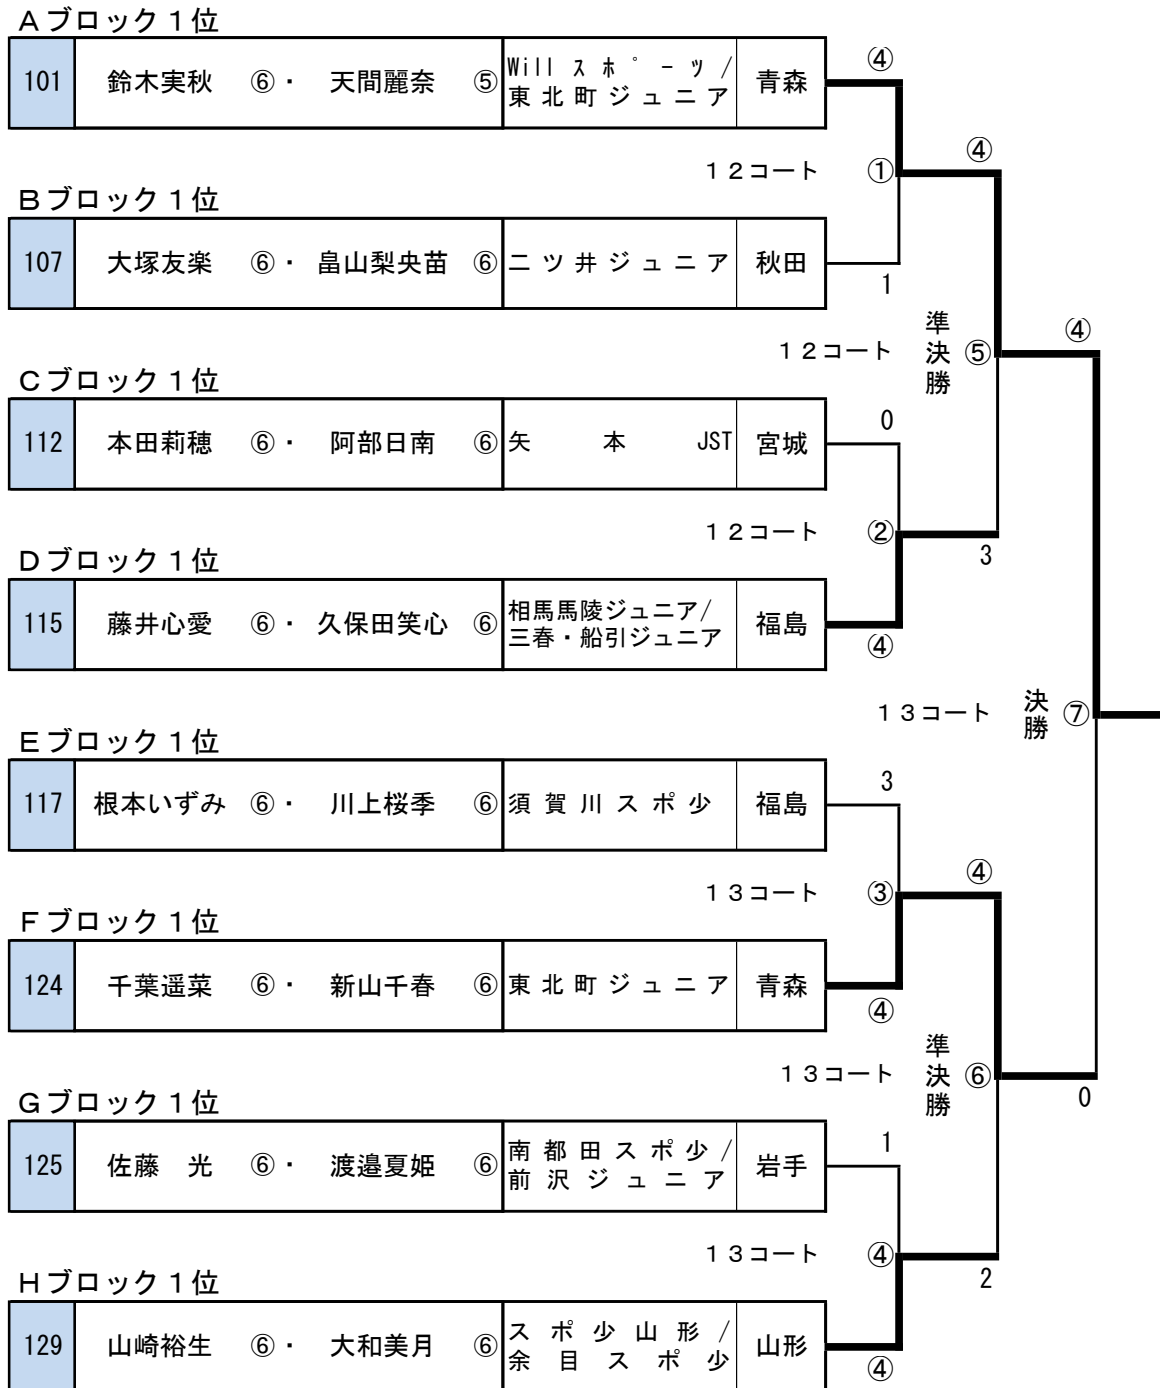 Aブロック1位
101 鈴木実秋 ⑥・ 天間麗奈 ⑤ Will スポーツ/ 青森 ④
東北町ジュニア
12コート ① ④
Bブロック1位
107 大塚友楽 ⑥・ 畠山梨央苗 ⑥ 二ツ井ジュニア 秋田
1
12コート 準決勝 ⑤ ④
Cブロック1位
0
112 本田莉穂 ⑥・ 阿部日南 ⑥ 矢本JST 宮城
12コート ②
3
Dブロック1位
115 藤井心愛 ⑥・ 久保田笑心 ⑥ 相馬馬陵ジュニア/ 福島
三春・船引ジュニア
④
13コート 決勝 ⑦
Eブロック1位
3
117 根本いずみ ⑥・ 川上桜季 ⑥ 須賀川スポ少 福島
13コート ③ ④
Fブロック1位
124 千葉遥菜 ⑥・ 新山千春 ⑥ 東北町ジュニア 青森
④
13コート 準決勝 ⑥
0
Gブロック1位
1
125 佐藤 光 ⑥・ 渡邉夏姫 ⑥ 南都田スポ少/ 岩手
前沢ジュニア
13コート ④
2
Hブロック1位
129 山崎裕生 ⑥・ 大和美月 ⑥ スポ少山形/ 山形
余目スポ少
④